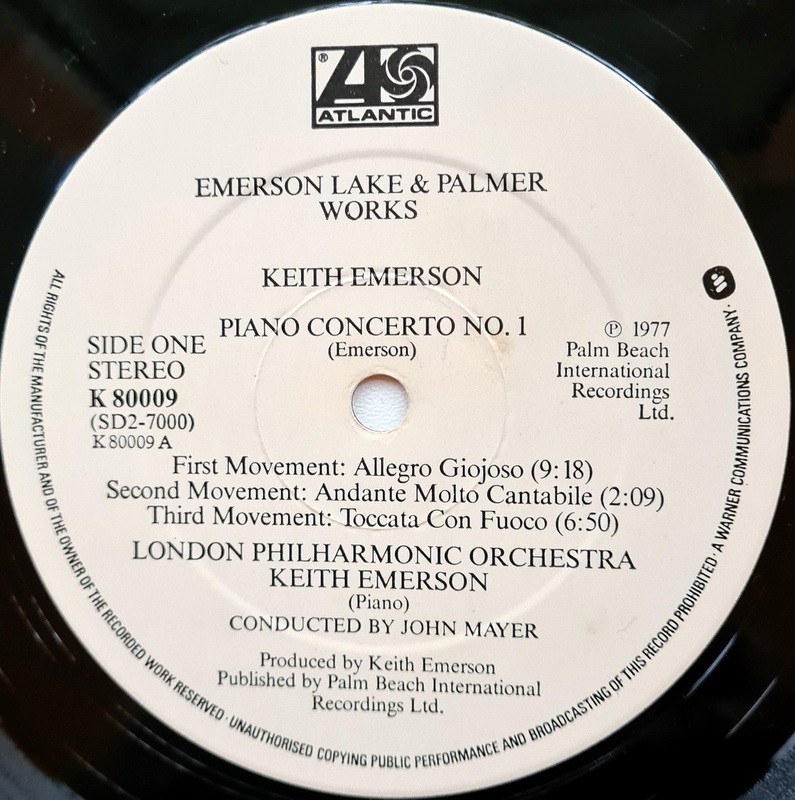 ®
ATLANTIC
EMERSON LAKE & PALMER
WORKS
KEITH EMERSON
PIANO CONCERTO NO. 1
(Emerson)
SIDE ONE
STEREO
K 80009
(SD2-7000)
K 80009 A
℗ 1977
Palm Beach
International
Recordings
Ltd.
First Movement: Allegro Giojoso (9:18)
Second Movement: Andante Molto Cantabile (2:09)
Third Movement: Toccata Con Fuoco (6:50)
LONDON PHILHARMONIC ORCHESTRA
KEITH EMERSON
(Piano)
CONDUCTED BY JOHN MAYER
Produced by Keith Emerson
Published by Palm Beach International
Recordings Ltd.
ALL RIGHTS OF THE MANUFACTURER AND OF THE OWNER OF THE RECORDED WORK RESERVED · UNAUTHORISED COPYING PUBLIC PERFORMANCE AND BROADCASTING OF THIS RECORD PROHIBITED · A WARNER COMMUNICATIONS COMPANY ·